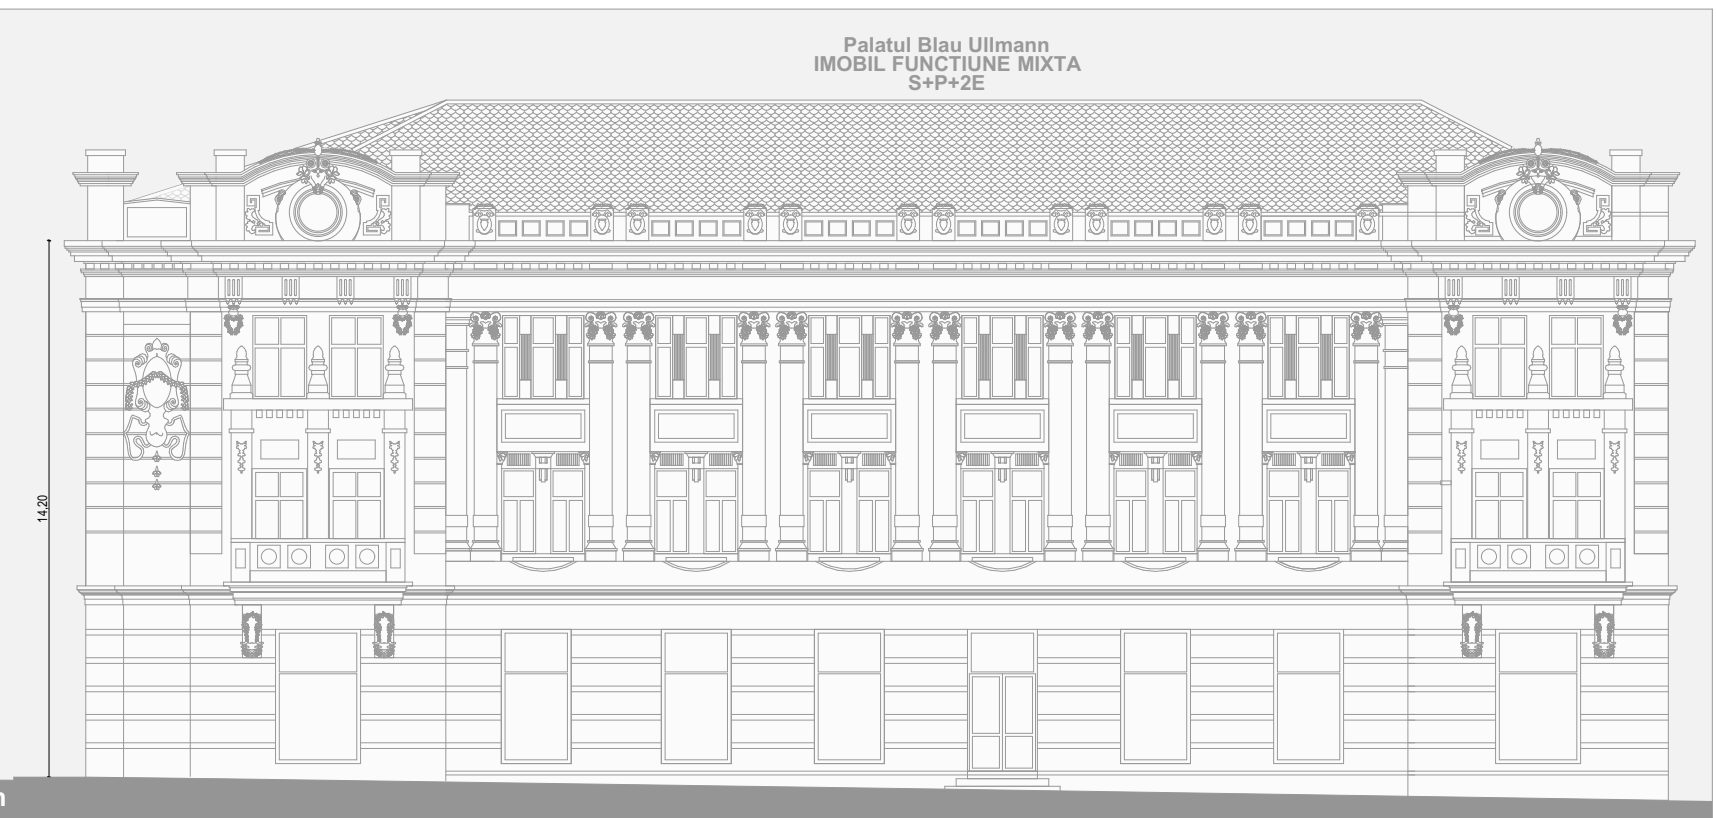 Palatul Blau Ullmann
IMOBIL FUNCTIUNE MIXTA
S+P+2E
14,20